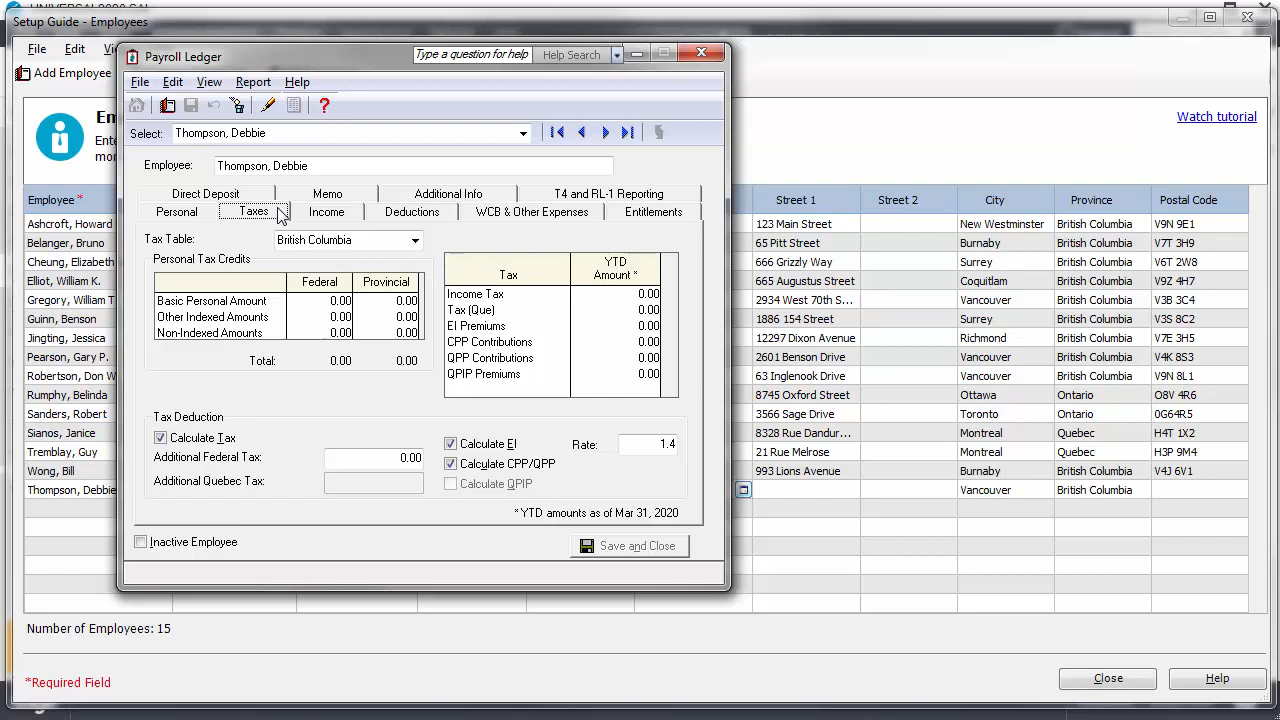 UNIVERSAL 2020.SAI
Setup Guide - Employees
File Edit Vi
Add Employee
Watch tutorial
Em
Ente
mor
Employee * Street 1 Street 2 City Province Postal Code
Ashcroft, Howard 123 Main Street New Westminster British Columbia V9N 9E1
Belanger, Bruno 65 Pitt Street Burnaby British Columbia V7T 3H9
Cheung, Elizabet 666 Grizzly Way Surrey British Columbia V6T 2W8
Elliot, William K. 665 Augustus Street Coquitlam British Columbia V9Z 4H7
Gregory, William T 2934 West 70th S... Vancouver British Columbia V3B 3C4
Guinn, Benson 1886 154 Street Surrey British Columbia V3S 8C2
Jingting, Jessica 12297 Dixon Avenue Richmond British Columbia V7E 3H5
Pearson, Gary P. 2601 Benson Drive Vancouver British Columbia V4K 8S3
Robertson, Don W 63 Inglenook Drive Vancouver British Columbia V9N 8L1
Rumphy, Belinda 8745 Oxford Street Ottawa Ontario O8V 4R6
Sanders, Robert 3566 Sage Drive Toronto Ontario 0G64R5
Sianos, Janice 8328 Rue Dandur... Montreal Quebec H4T 1X2
Tremblay, Guy 21 Rue Melrose Montreal Quebec H3P 9M4
Wong, Bill 993 Lions Avenue Burnaby British Columbia V4J 6V1
Thompson, Debbie Vancouver British Columbia
Number of Employees: 15
*Required Field
Close Help
Payroll Ledger Type a question for help Help Search
File Edit View Report Help
Select: Thompson, Debbie
Employee: Thompson, Debbie
Direct Deposit Memo Additional Info T4 and RL-1 Reporting
Personal Taxes Income Deductions WCB & Other Expenses Entitlements
Tax Table: British Columbia
Personal Tax Credits
Federal Provincial
Basic Personal Amount 0.00 0.00
Other Indexed Amounts 0.00 0.00
Non-Indexed Amounts 0.00 0.00
Total: 0.00 0.00
Tax YTD
Amount *
Income Tax 0.00
Tax (Que) 0.00
EI Premiums 0.00
CPP Contributions 0.00
QPP Contributions 0.00
QPIP Premiums 0.00
Tax Deduction
Calculate Tax
Additional Federal Tax: 0.00
Additional Quebec Tax:
Calculate EI Rate: 1.4
Calculate CPP/QPP
Calculate QPIP
*YTD amounts as of Mar 31, 2020
Inactive Employee
Save and Close